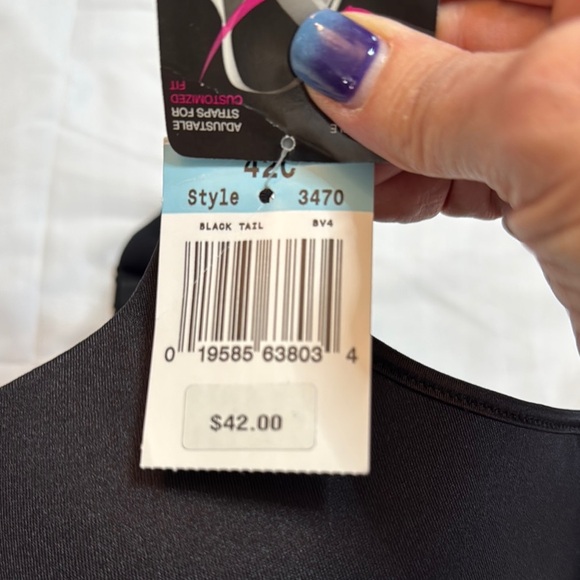 ADJUSTABLE
STRAPS FOR
CUSTOMIZED
FIT
42C
Style 3470
BLACK TAIL BV4
0 19585 63803 4
$42.00